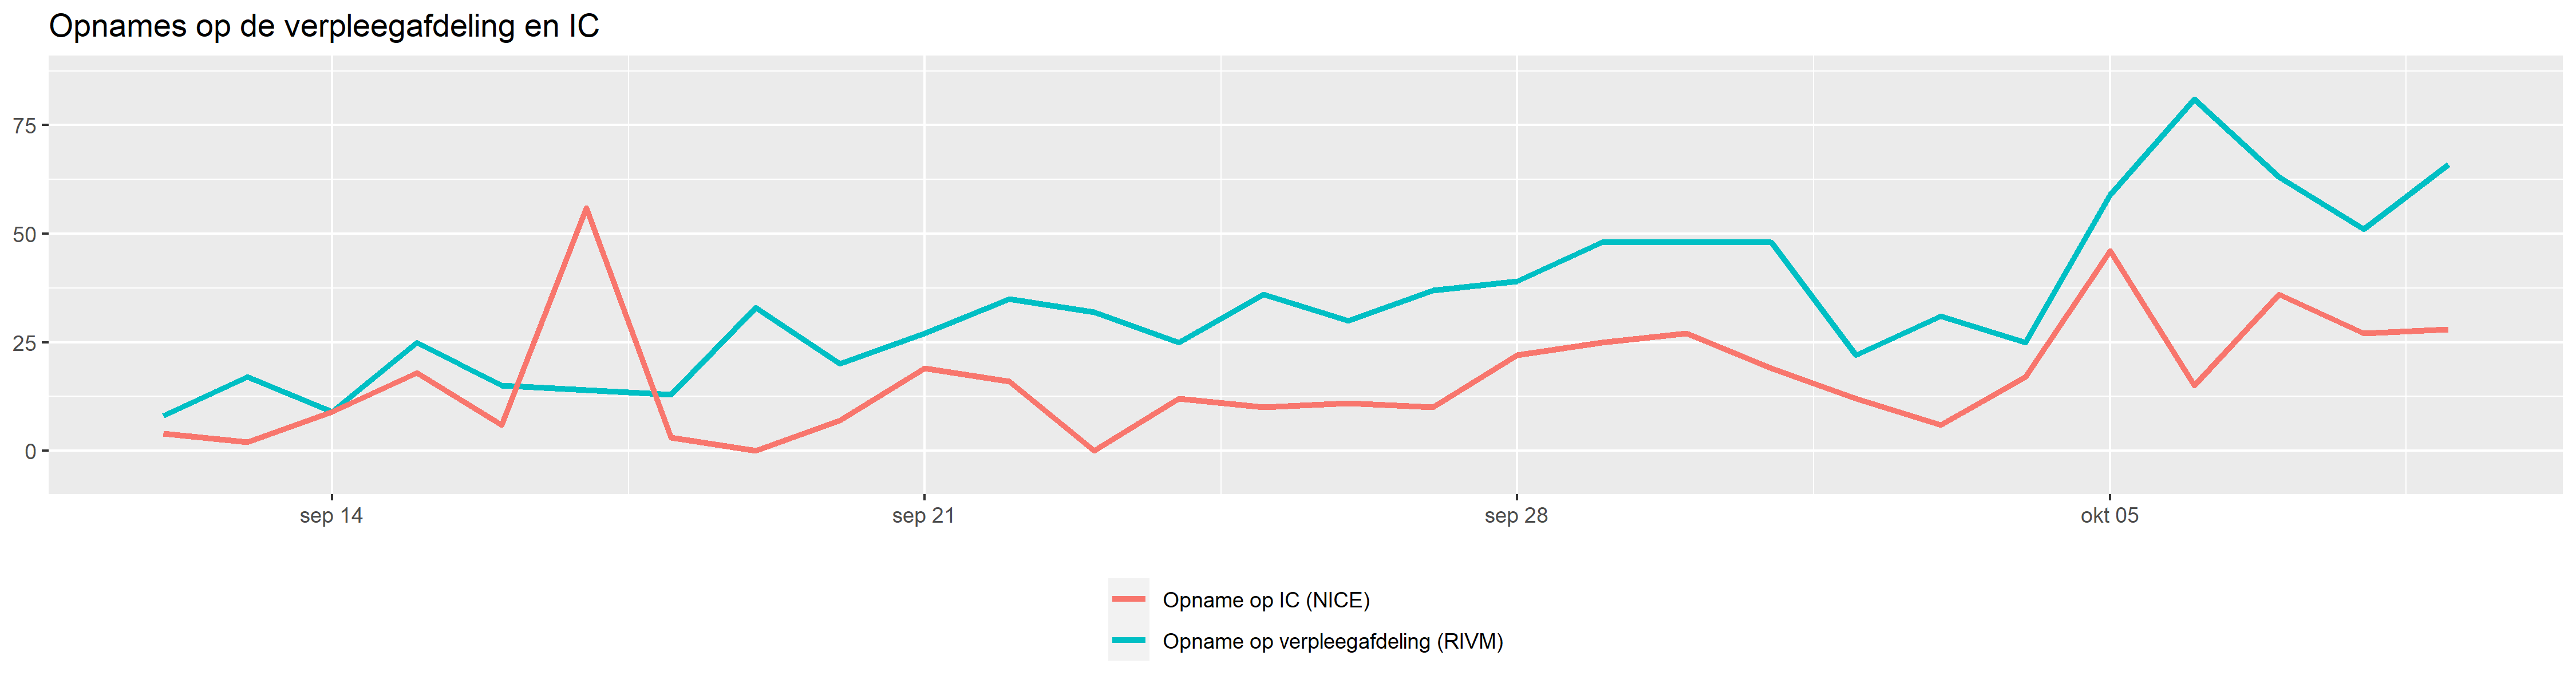 Opnames op de verpleegafdeling en IC
75
50
25
0
sep 14 sep 21 sep 28 okt 05
Opname op IC (NICE)
Opname op verpleegafdeling (RIVM)